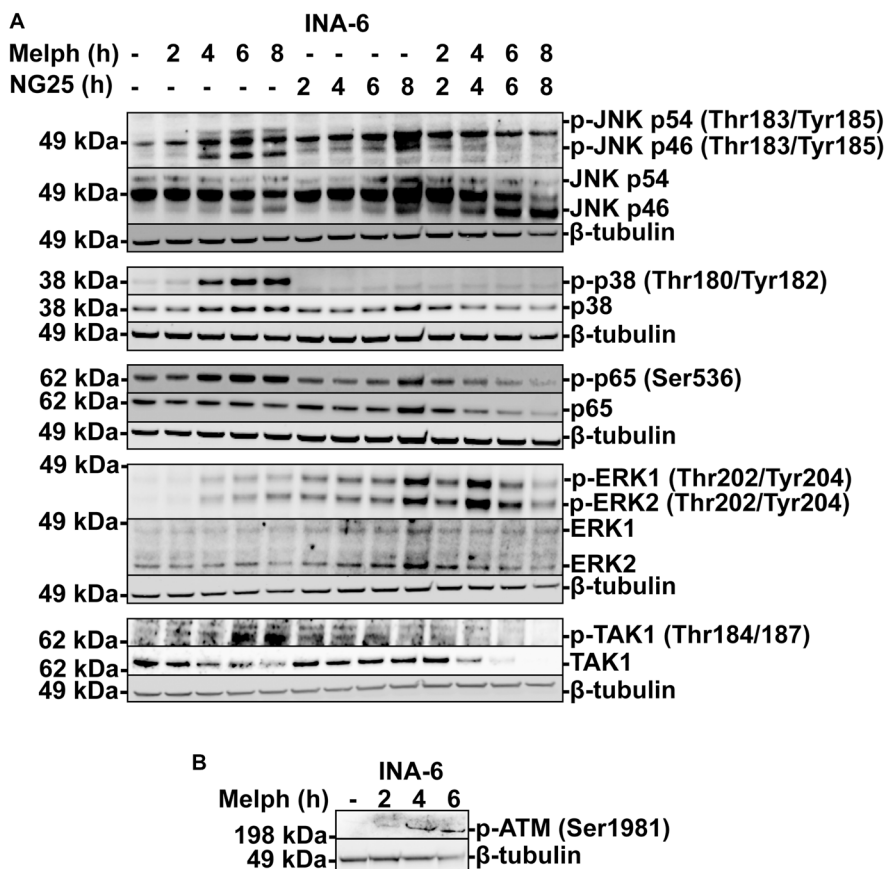 A
INA-6
Melph (h) - 2 4 6 8 - - - - 2 4 6 8
NG25 (h) - - - - - 2 4 6 8 2 4 6 8
p-JNK p54 (Thr183/Tyr185)
49 kDa p-JNK p46 (Thr183/Tyr185)
JNK p54
49 kDa
JNK p46
49 kDa β-tubulin
38 kDa p-p38 (Thr180/Tyr182)
38 kDa p38
49 kDa β-tubulin
62 kDa p-p65 (Ser536)
62 kDa p65
49 kDa β-tubulin
49 kDa
p-ERK1 (Thr202/Tyr204)
p-ERK2 (Thr202/Tyr204)
49 kDa ERK1
ERK2
49 kDa β-tubulin
62 kDa p-TAK1 (Thr184/187)
62 kDa TAK1
49 kDa β-tubulin
B
INA-6
Melph (h) - 2 4 6
198 kDa p-ATM (Ser1981)
49 kDa β-tubulin